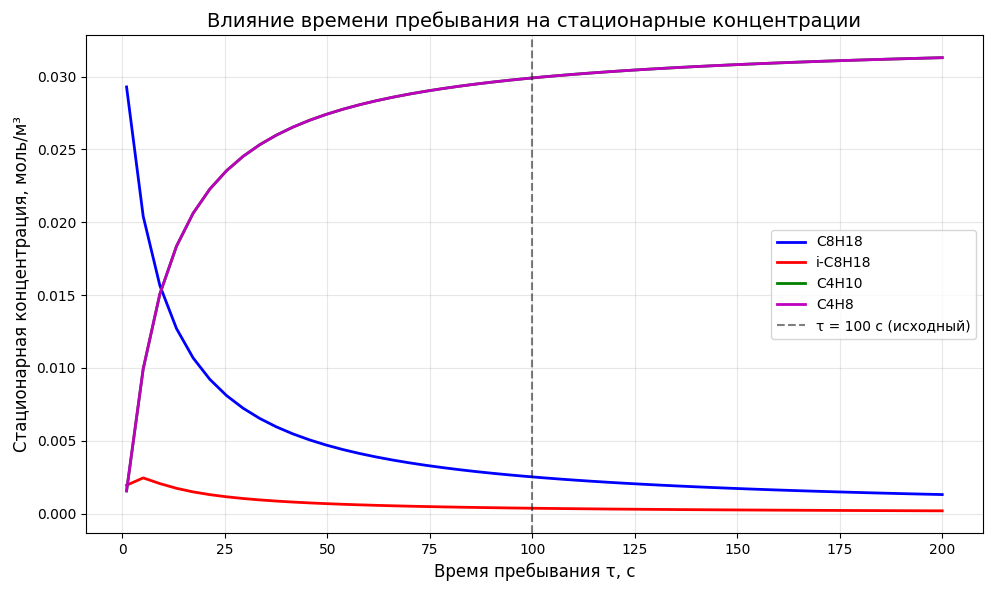 Влияние времени пребывания на стационарные концентрации
Стационарная концентрация, моль/м³
0.030
0.025
0.020
0.015
0.010
0.005
0.000
C8H18
i-C8H18
C4H10
C4H8
τ = 100 с (исходный)
0 25 50 75 100 125 150 175 200
Время пребывания τ, с